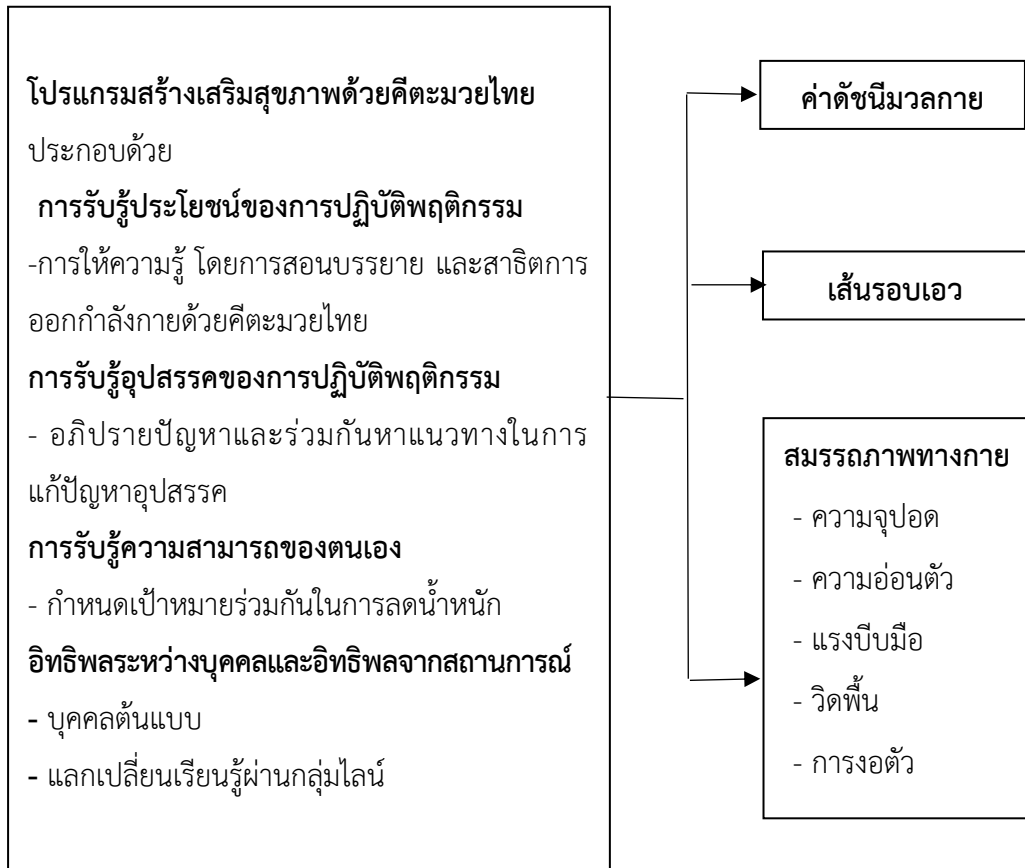 โปรแกรมสร้างเสริมสุขภาพด้วยคีตะมวยไทย
ประกอบด้วย
การรับรู้ประโยชน์ของการปฏิบัติพฤติกรรม
-การให้ความรู้ โดยการสอนบรรยาย และสาธิตการ
ออกกำลังกายด้วยคีตะมวยไทย
การรับรู้อุปสรรคของการปฏิบัติพฤติกรรม
- อภิปรายปัญหาและร่วมกันหาแนวทางในการ
แก้ปัญหาอุปสรรค
การรับรู้ความสามารถของตนเอง
- กำหนดเป้าหมายร่วมกันในการลดน้ำหนัก
อิทธิพลระหว่างบุคคลและอิทธิพลจากสถานการณ์
- บุคคลต้นแบบ
- แลกเปลี่ยนเรียนรู้ผ่านกลุ่มไลน์
ค่าดัชนีมวลกาย
เส้นรอบเอว
สมรรถภาพทางกาย
- ความจุปอด
- ความอ่อนตัว
- แรงบีบมือ
- วิดพื้น
- การงอตัว